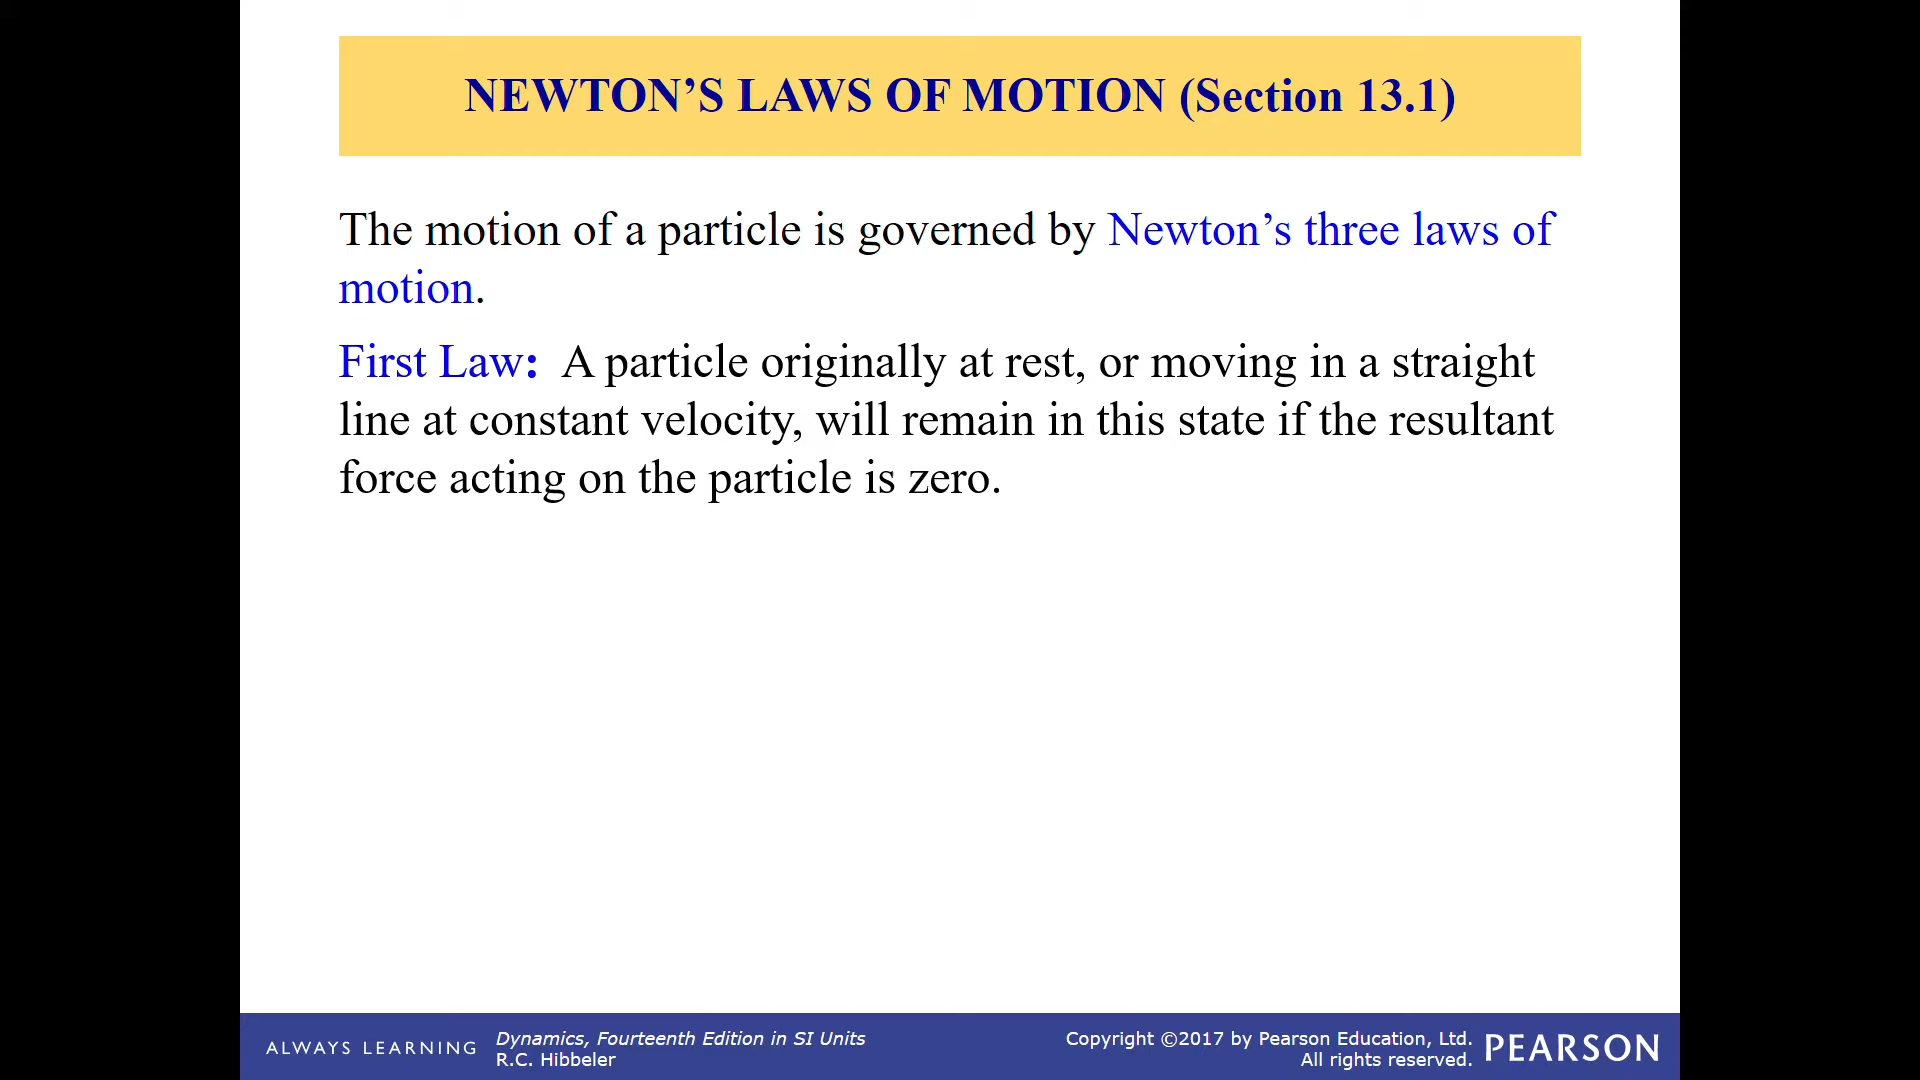 NEWTON’S LAWS OF MOTION (Section 13.1)
The motion of a particle is governed by Newton’s three laws of
motion.
First Law: A particle originally at rest, or moving in a straight
line at constant velocity, will remain in this state if the resultant
force acting on the particle is zero.
ALWAYS LEARNING
Dynamics, Fourteenth Edition in SI Units
R.C. Hibbeler
Copyright ©2017 by Pearson Education, Ltd.
All rights reserved.
PEARSON